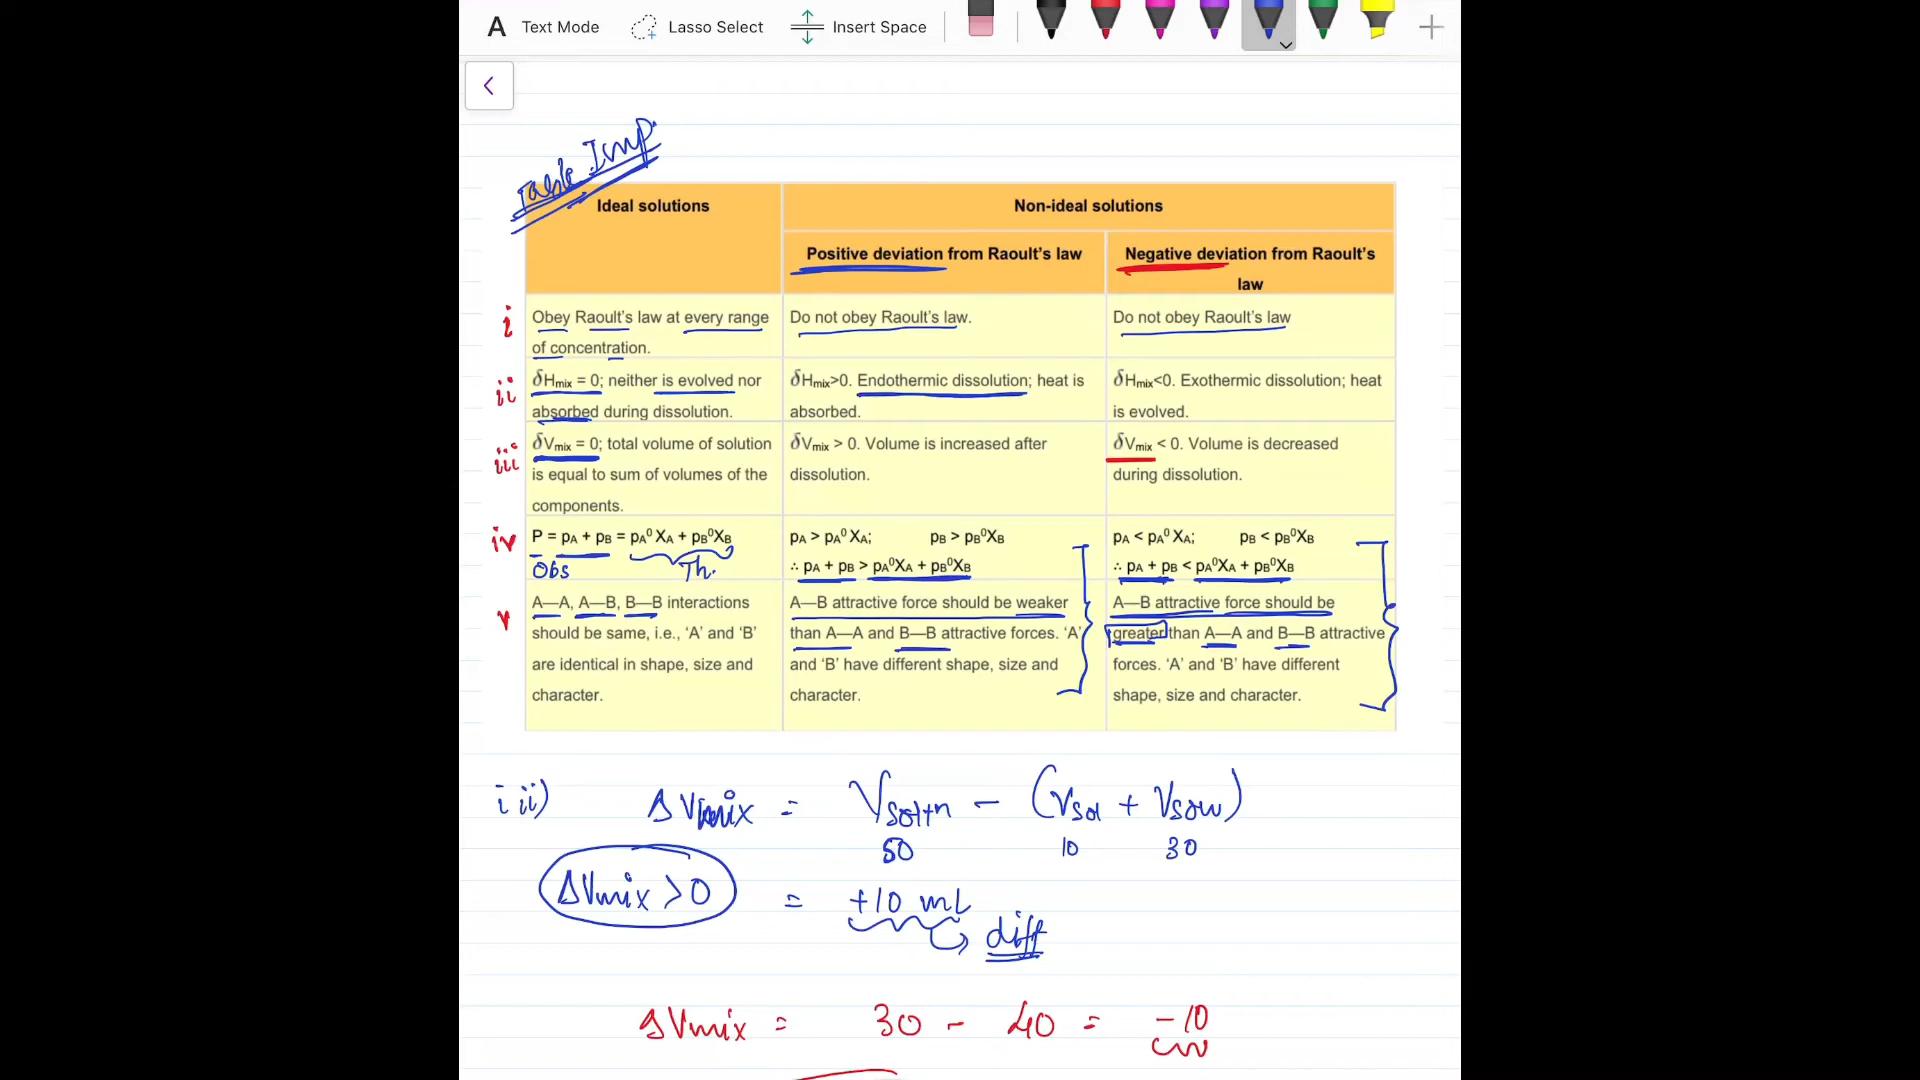 A Text Mode Lasso Select Insert Space
Table Imp.
Ideal solutions
Non-ideal solutions
Positive deviation from Raoult's law
Negative deviation from Raoult's
law
i
Obey Raoult's law at every range
of concentration.
Do not obey Raoult's law.
Do not obey Raoult's law
ii
δHmix = 0; neither is evolved nor
absorbed during dissolution.
δHmix>0. Endothermic dissolution; heat is
absorbed.
δHmix<0. Exothermic dissolution; heat
is evolved.
iii
δVmix = 0; total volume of solution
is equal to sum of volumes of the
components.
δVmix > 0. Volume is increased after
dissolution.
δVmix < 0. Volume is decreased
during dissolution.
iv
P = pA + pB = pA⁰ XA + pB⁰XB
Obs Th.
pA > pA⁰ XA; pB > pB⁰XB
∴ pA + pB > pA⁰XA + pB⁰XB
pA < pA⁰ XA; pB < pB⁰XB
∴ pA + pB < pA⁰XA + pB⁰XB
v
A—A, A—B, B—B interactions
should be same, i.e., 'A' and 'B'
are identical in shape, size and
character.
A—B attractive force should be weaker
than A—A and B—B attractive forces. 'A'
and 'B' have different shape, size and
character.
A—B attractive force should be
greater than A—A and B—B attractive
forces. 'A' and 'B' have different
shape, size and character.
iii) ΔVmix = Vsoltn - (Vsol + Vsow)
50 10 30
ΔVmix > 0 = +10 mL
diff
ΔVmix = 30 - 40 = -10